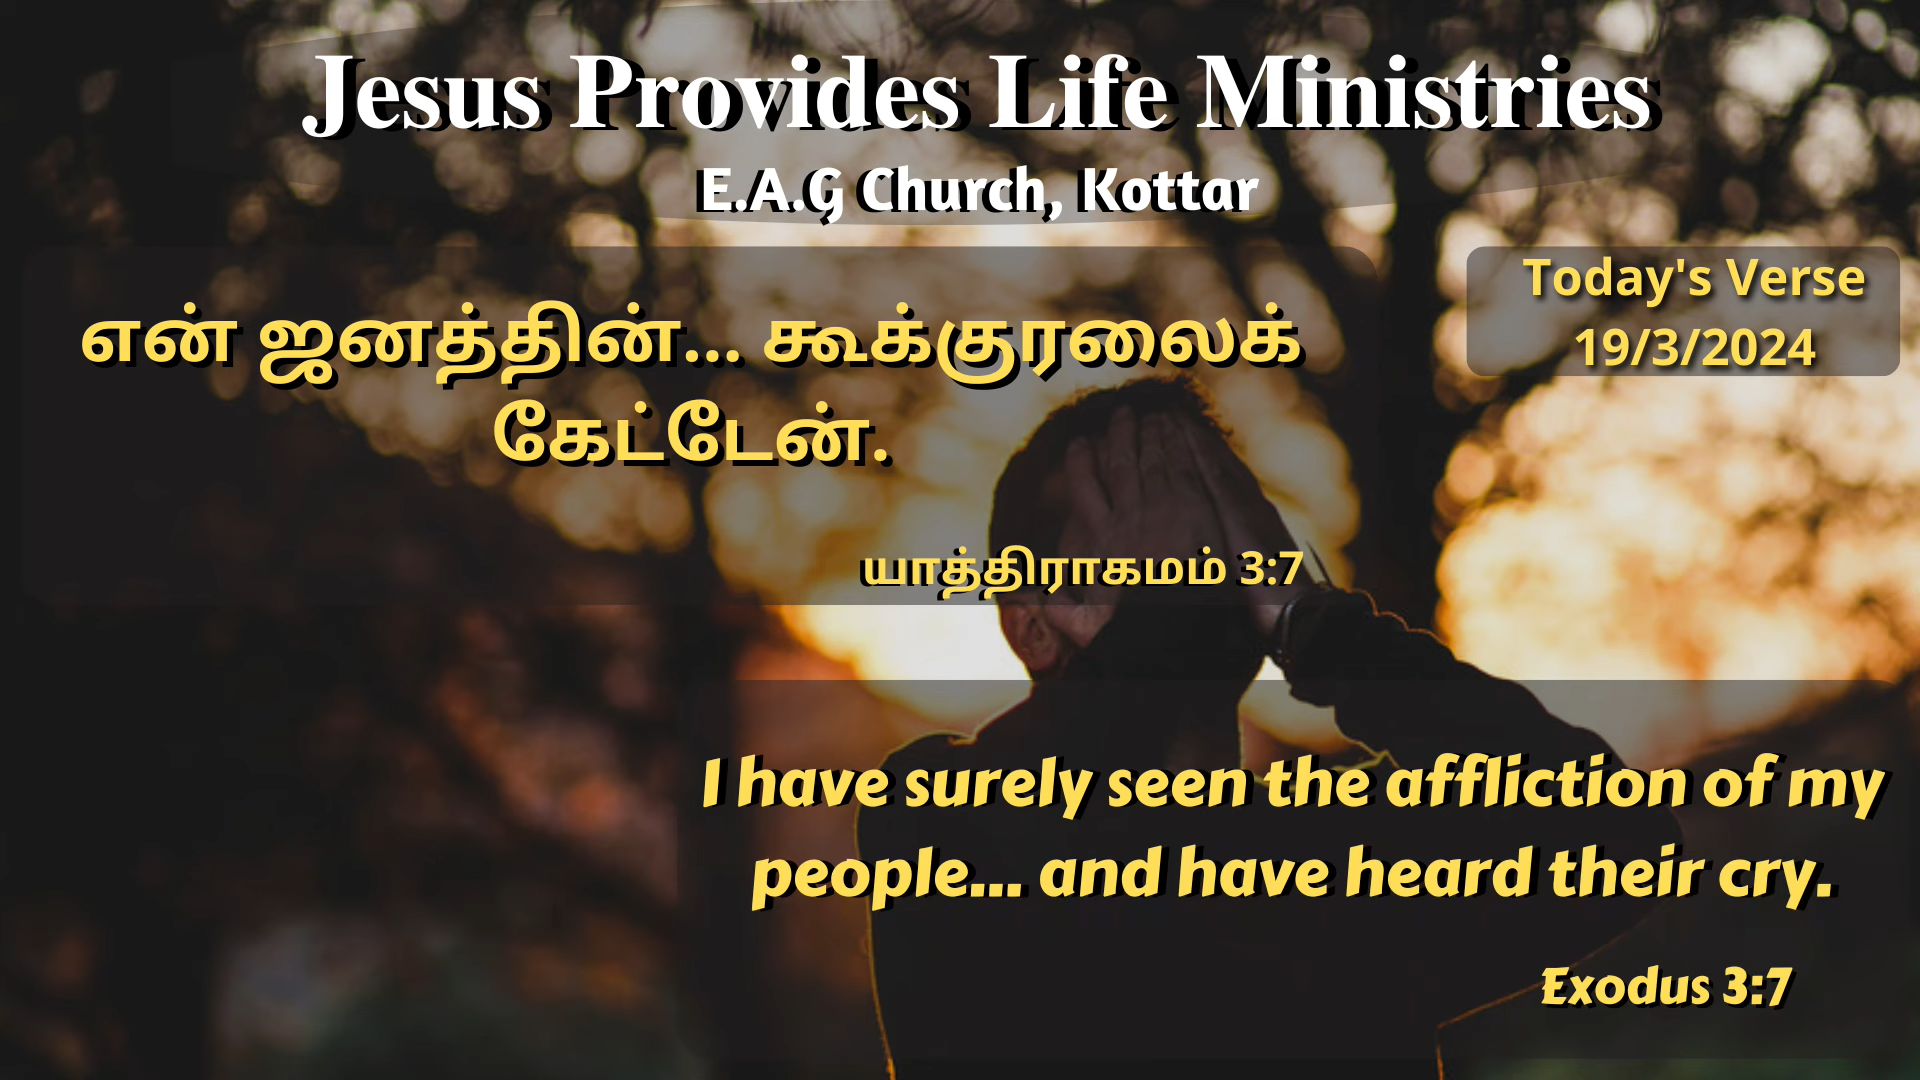 Jesus Provides Life Ministries
E.A.G Church, Kottar
Today's Verse
19/3/2024
என் ஜனத்தின்... கூக்குரலைக்
கேட்டேன்.
யாத்திராகமம் 3:7
I have surely seen the affliction of my
people... and have heard their cry.
Exodus 3:7